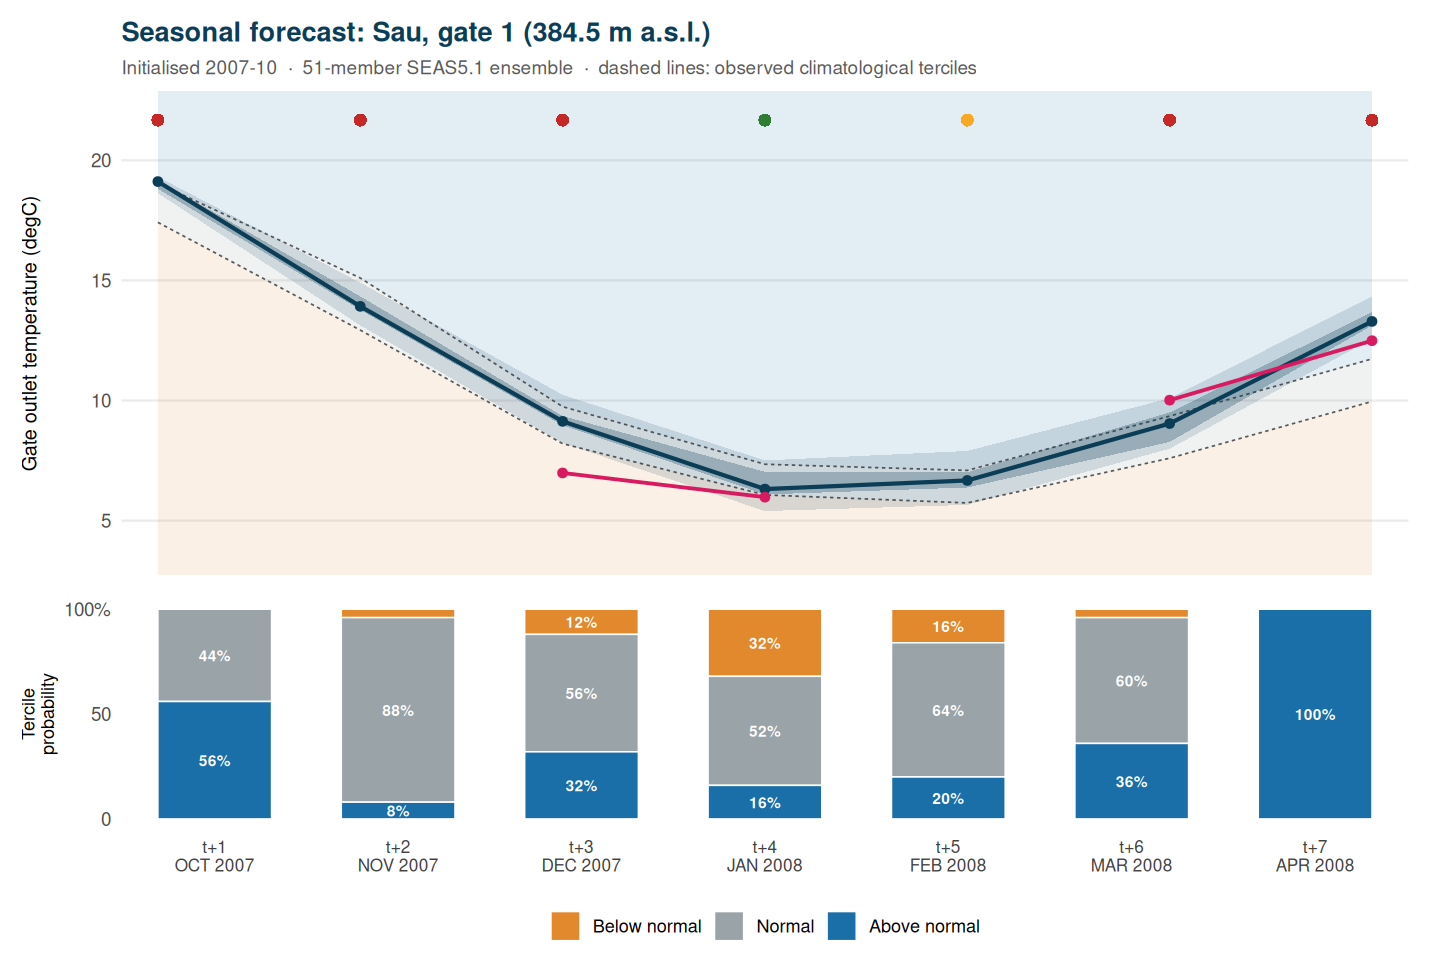 Seasonal forecast: Sau, gate 1 (384.5 m a.s.l.)
Initialised 2007-10 · 51-member SEAS5.1 ensemble · dashed lines: observed climatological terciles
Gate outlet temperature (degC)
20
15
10
5
Tercile
probability
100%
50
0
44%
56%
88%
8%
12%
56%
32%
32%
52%
16%
16%
64%
20%
60%
36%
100%
t+1
OCT 2007
t+2
NOV 2007
t+3
DEC 2007
t+4
JAN 2008
t+5
FEB 2008
t+6
MAR 2008
t+7
APR 2008
Below normal
Normal
Above normal